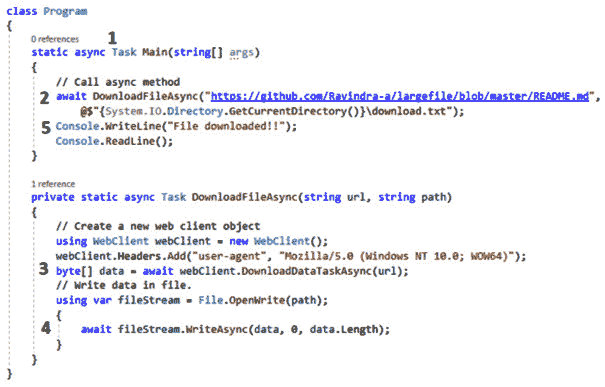 class Program
{
0 references 1
static async Task Main(string[] args)
{
// Call async method
2 await DownloadFileAsync("https://github.com/Ravindra-a/largefile/blob/master/README.md",
@$"{System.IO.Directory.GetCurrentDirectory()}\download.txt");
5 Console.WriteLine("File downloaded!!");
Console.ReadLine();
}
1 reference
private static async Task DownloadFileAsync(string url, string path)
{
// Create a new web client object
using WebClient webClient = new WebClient();
webClient.Headers.Add("user-agent", "Mozilla/5.0 (Windows NT 10.0; WOW64)");
3 byte[] data = await webClient.DownloadDataTaskAsync(url);
// Write data in file.
using var fileStream = File.OpenWrite(path);
{
4 await fileStream.WriteAsync(data, 0, data.Length);
}
}
}